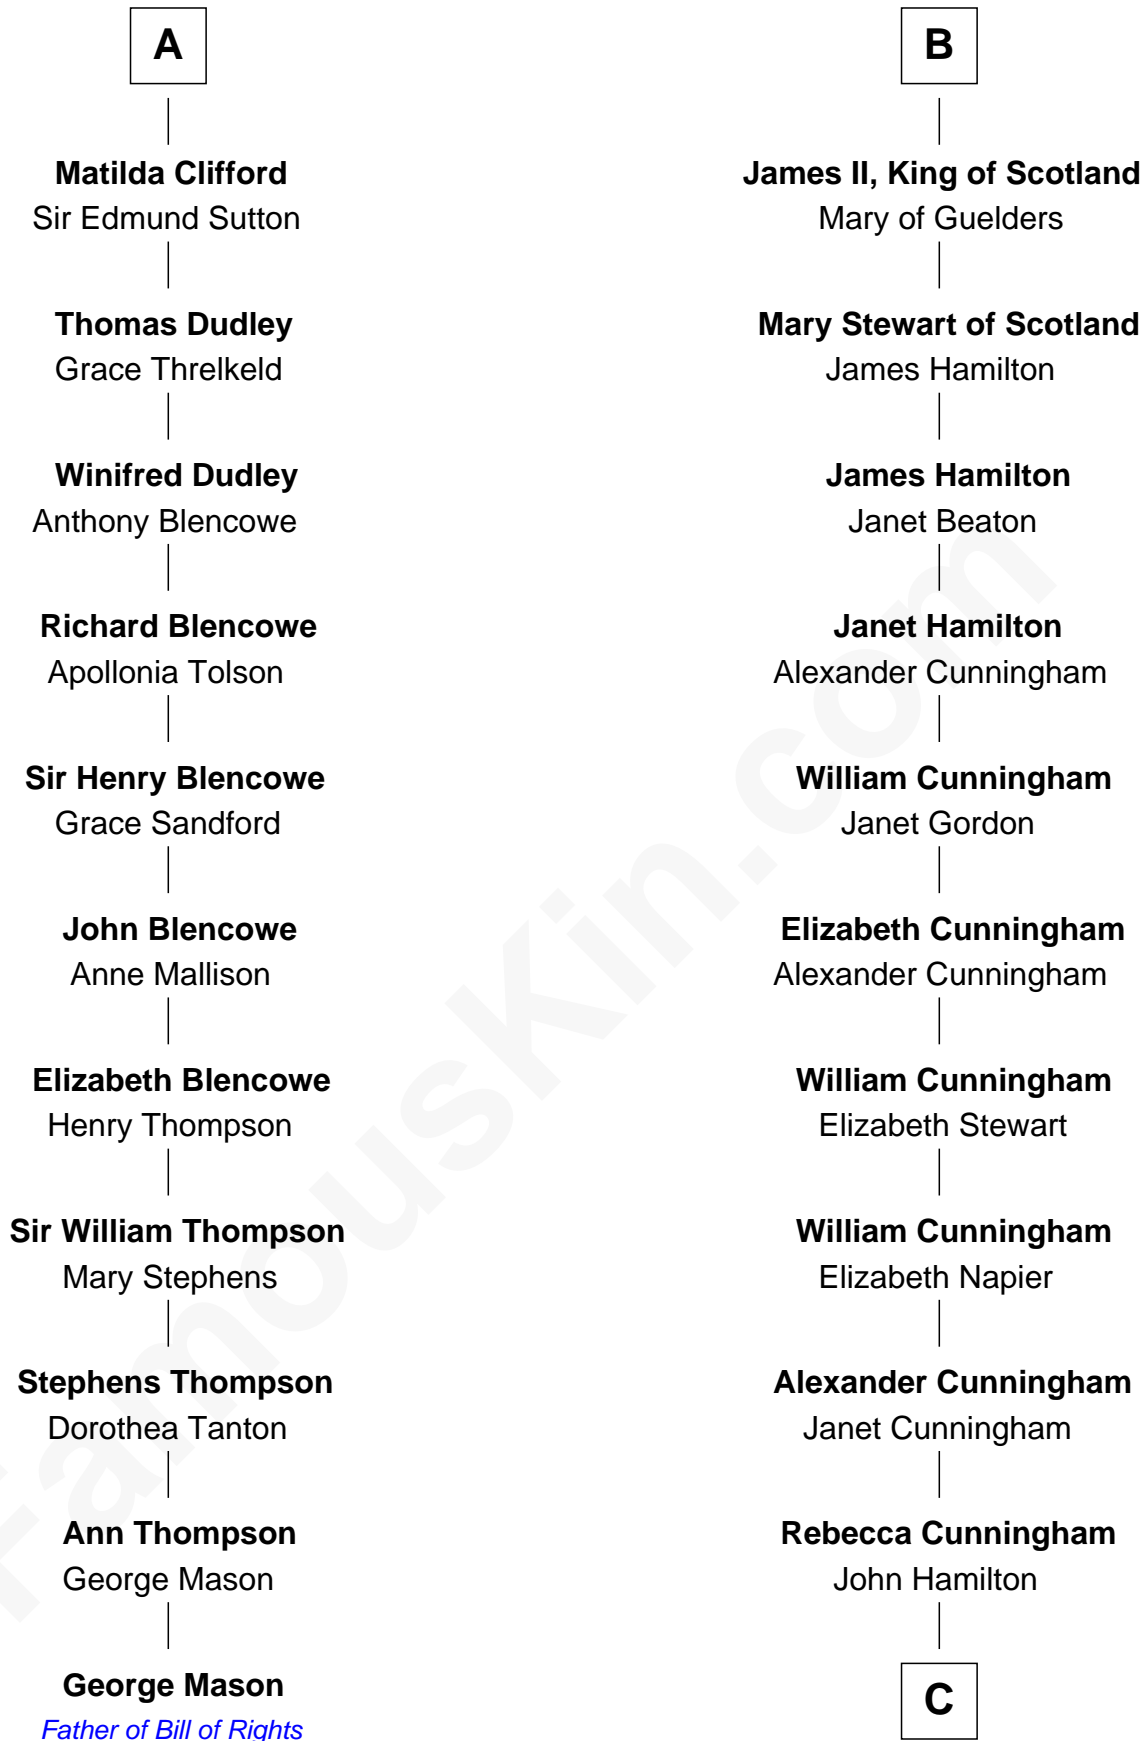 A
Matilda Clifford
Sir Edmund Sutton
Thomas Dudley
Grace Threlkeld
Winifred Dudley
Anthony Blencowe
Richard Blencowe
Apollonia Tolson
Sir Henry Blencowe
Grace Sandford
John Blencowe
Anne Mallison
Elizabeth Blencowe
Henry Thompson
Sir William Thompson
Mary Stephens
Stephens Thompson
Dorothea Tanton
Ann Thompson
George Mason
George Mason
Father of Bill of Rights
B
James II, King of Scotland
Mary of Guelders
Mary Stewart of Scotland
James Hamilton
James Hamilton
Janet Beaton
Janet Hamilton
Alexander Cunningham
William Cunningham
Janet Gordon
Elizabeth Cunningham
Alexander Cunningham
William Cunningham
Elizabeth Stewart
William Cunningham
Elizabeth Napier
Alexander Cunningham
Janet Cunningham
Rebecca Cunningham
John Hamilton
C
FamousKin.com